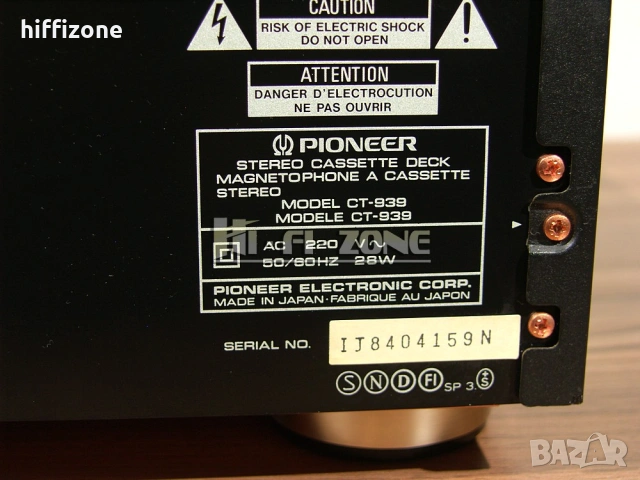 hiffizone
CAUTION
RISK OF ELECTRIC SHOCK
DO NOT OPEN
ATTENTION
DANGER D'ELECTROCUTION
NE PAS OUVRIR
PIONEER
STEREO CASSETTE DECK
MAGNETOPHONE A CASSETTE
STEREO
MODEL CT-939
MODELE CT-939
Hi-Fi ZONE
AC 220 V~
50/60HZ 28W
PIONEER ELECTRONIC CORP.
MADE IN JAPAN·FABRIQUE AU JAPON
SERIAL NO. IJ8404159N
S N D FI SP 3. S
BAZAR